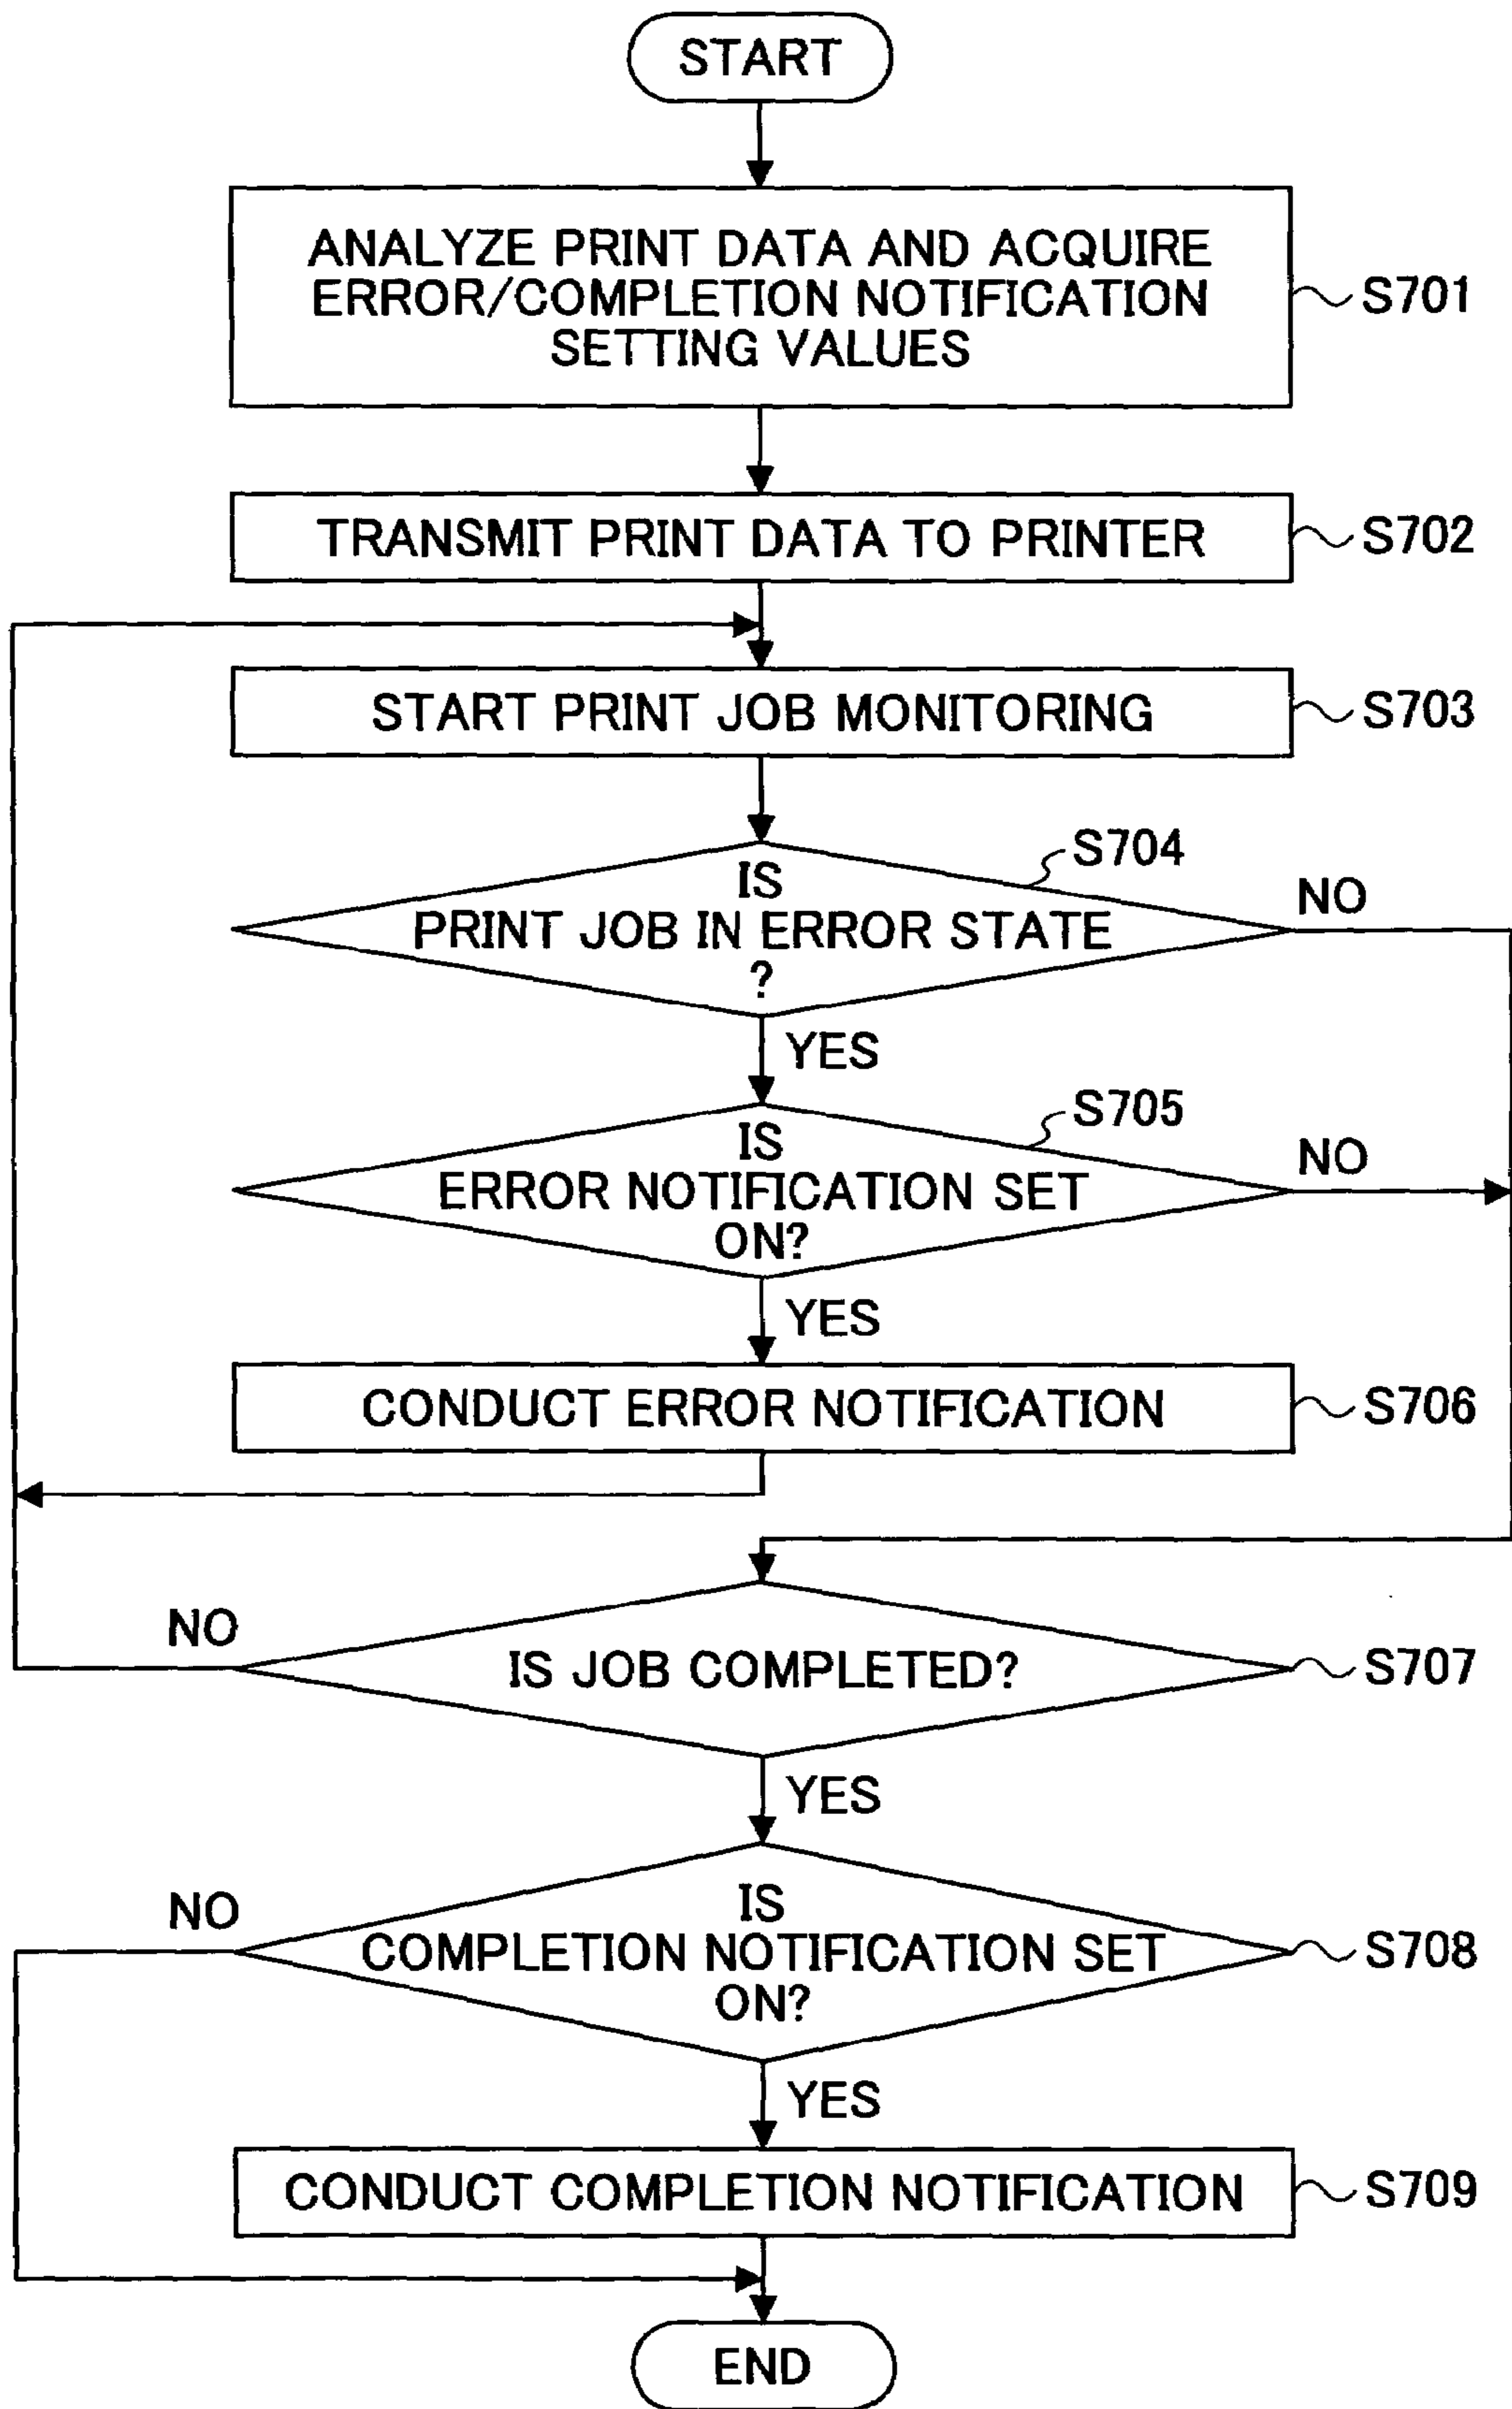 START
ANALYZE PRINT DATA AND ACQUIRE
ERROR/COMPLETION NOTIFICATION
SETTING VALUES
S701
TRANSMIT PRINT DATA TO PRINTER
S702
START PRINT JOB MONITORING
S703
S704
IS
PRINT JOB IN ERROR STATE
?
NO
YES
S705
IS
ERROR NOTIFICATION SET
ON?
NO
YES
CONDUCT ERROR NOTIFICATION
S706
NO
IS JOB COMPLETED?
S707
YES
NO
IS
COMPLETION NOTIFICATION SET
ON?
S708
YES
CONDUCT COMPLETION NOTIFICATION
S709
END